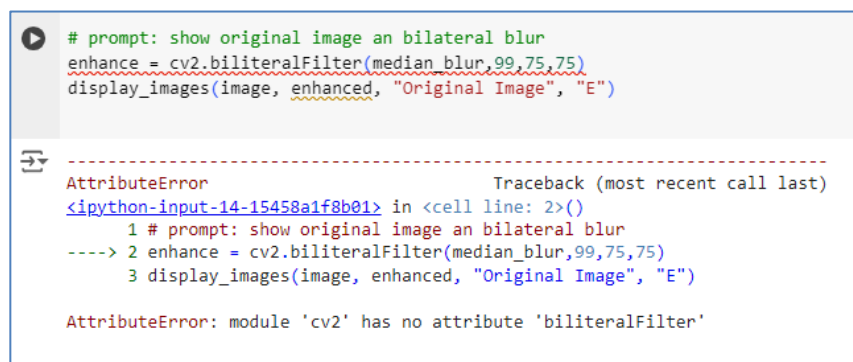 # prompt: show original image an bilateral blur
enhance = cv2.biliteralFilter(median_blur,99,75,75)
display_images(image, enhanced, "Original Image", "E")
---------------------------------------------------------------------------
AttributeError                            Traceback (most recent call last)
<ipython-input-14-15458a1f8b01> in <cell line: 2>()
      1 # prompt: show original image an bilateral blur
----> 2 enhance = cv2.biliteralFilter(median_blur,99,75,75)
      3 display_images(image, enhanced, "Original Image", "E")
AttributeError: module 'cv2' has no attribute 'biliteralFilter'